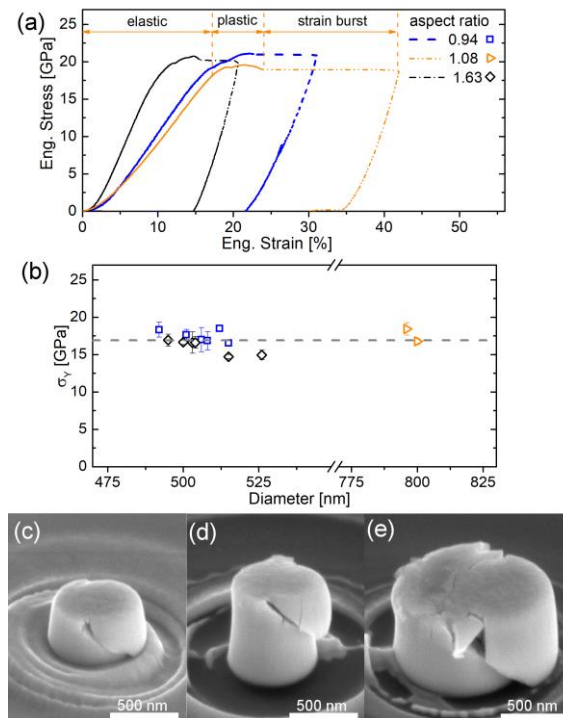 (a)
elastic
plastic
strain burst
aspect ratio
0.94
1.08
1.63
Eng. Stress [GPa]
25
20
15
10
5
0
0 10 20 30 40 50
Eng. Strain [%]
(b)
σY [GPa]
25
20
15
10
5
0
475 500 525 775 800 825
Diameter [nm]
(c)
(d)
(e)
500 nm
500 nm
500 nm